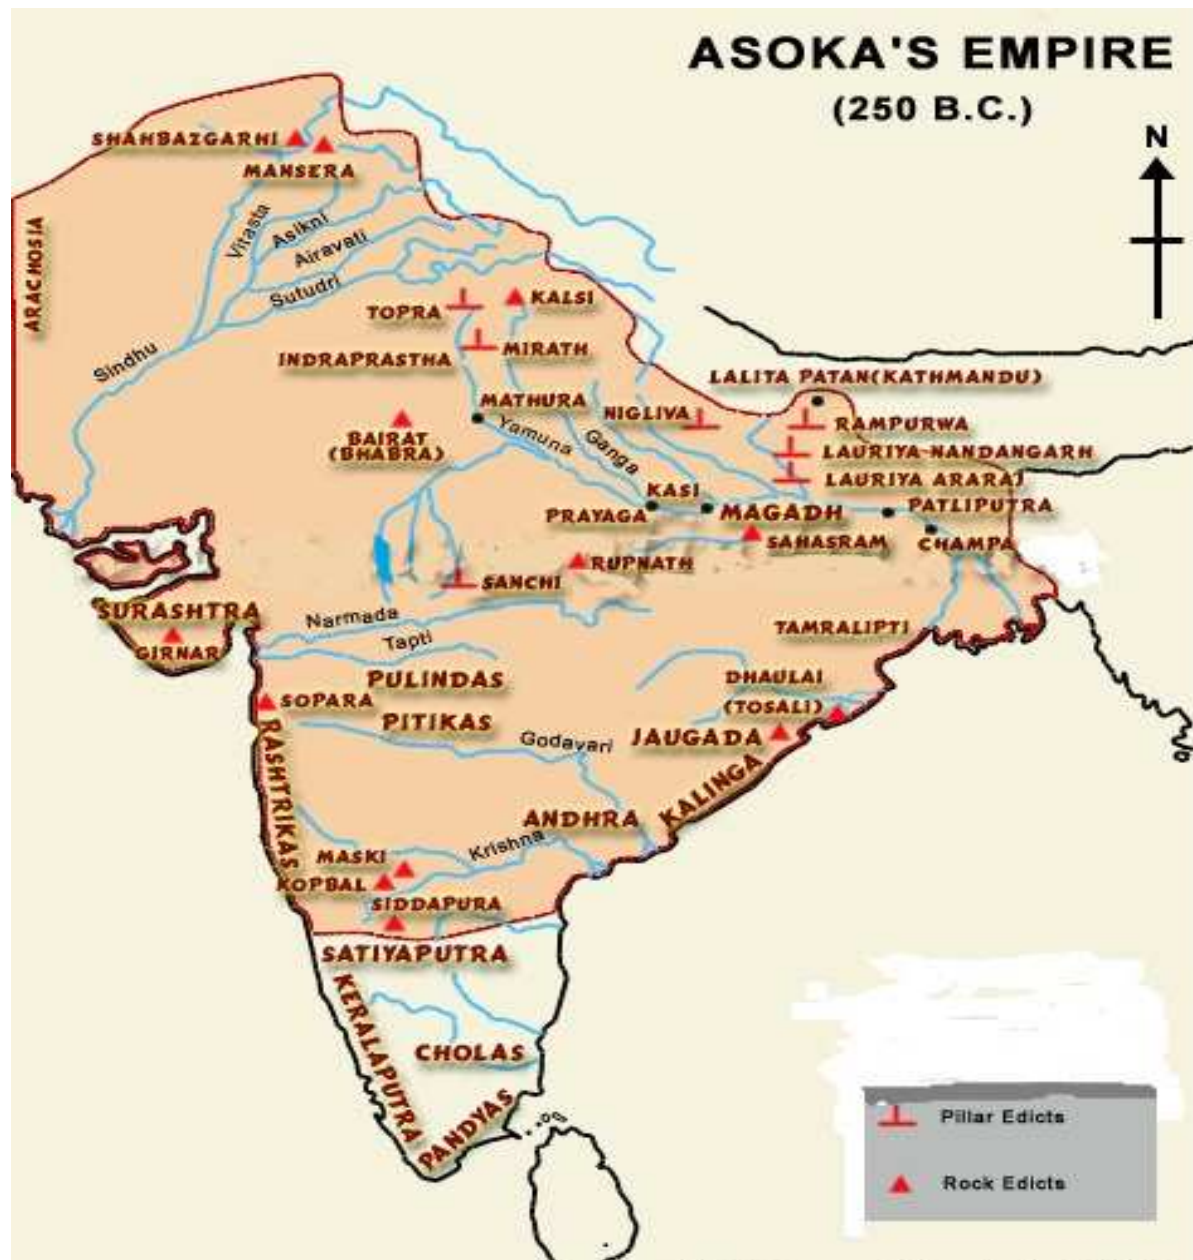 ASOKA'S EMPIRE
(250 B.C.)
N
SHAHBAZGARHI
MANSERA
ARACHOSIA
Vitasta
Asikni
Airavati
Sutudri
Sindhu
TOPRA
KALSI
INDRAPRASTHA
MIRATH
LALITA PATAN(KATHMANDU)
MATHURA
NIGLIVA
RAMPURWA
BAIRAT
(BHABRA)
Yamuna
Ganga
LAURIYA-NANDANGARH
LAURIYA ARARAJ
KASI
PRAYAGA
MAGADH
PATLIPUTRA
SAHASRAM
CHAMPA
RUPNATH
SANCHI
SURASHTRA
GIRNAR
Narmada
Tapti
TAMRALIPTI
PULINDAS
DHAULAI
(TOSALI)
SOPARA
PITIKAS
JAUGADA
Godavari
RASHTRIKAS
KALINGA
ANDHRA
Krishna
MASKI
KOPBAL
SIDDAPURA
SATIYAPUTRA
KERALAPUTRA
CHOLAS
PANDYAS
Pillar Edicts
Rock Edicts